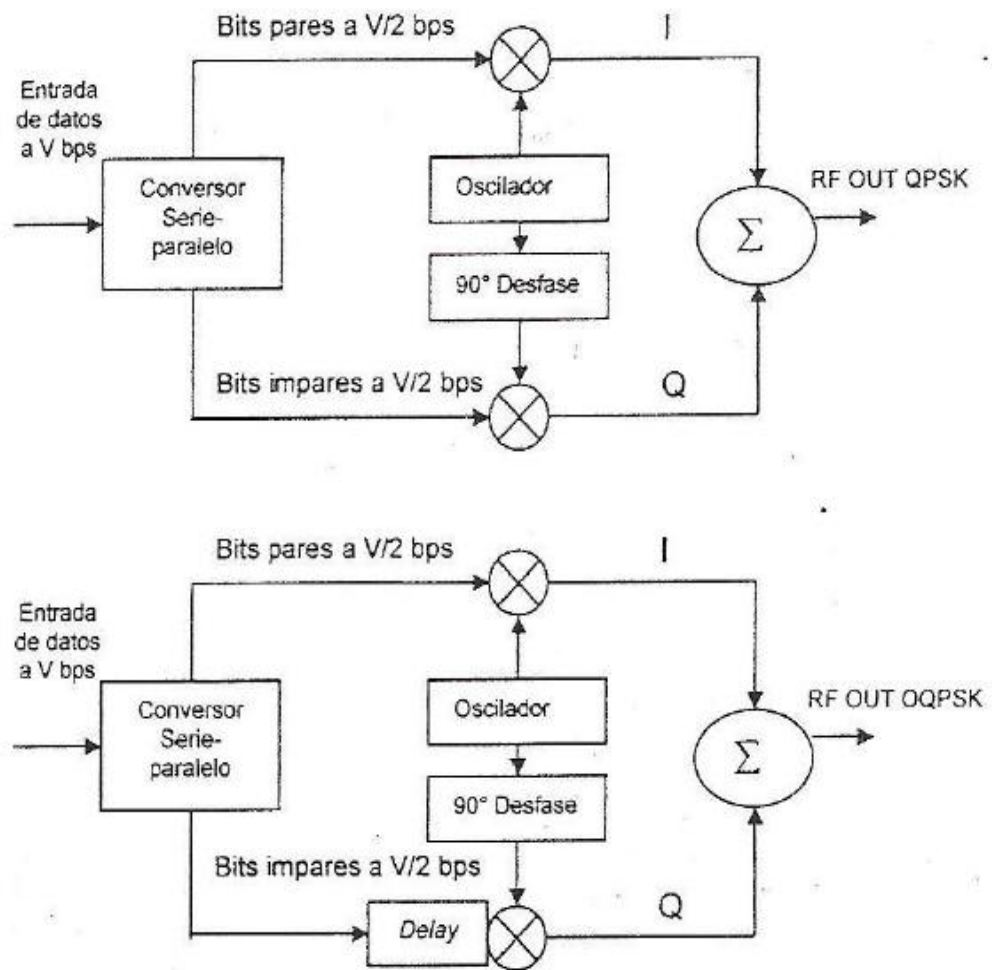 Bits pares a V/2 bps
I
Entrada
de datos
a V bps
Conversor
Serie-
paralelo
Oscilador
RF OUT QPSK
Σ
90° Desfase
Bits impares a V/2 bps
Q
Bits pares a V/2 bps
I
Entrada
de datos
a V bps
Conversor
Serie-
paralelo
Oscilador
RF OUT OQPSK
Σ
90° Desfase
Bits impares a V/2 bps
Delay
Q